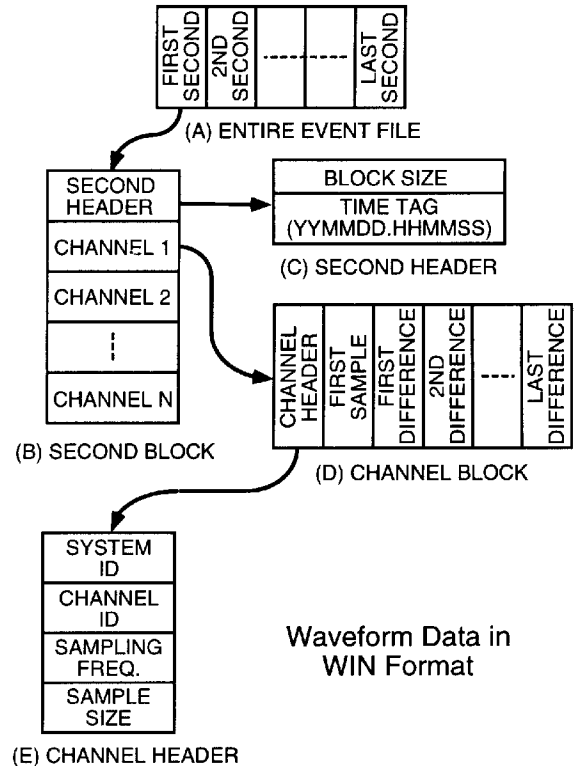 FIRST
SECOND
2ND
SECOND
LAST
SECOND
(A) ENTIRE EVENT FILE
SECOND
HEADER
CHANNEL 1
CHANNEL 2
CHANNEL N
(B) SECOND BLOCK
BLOCK SIZE
TIME TAG
(YYMMDD.HHMMSS)
(C) SECOND HEADER
CHANNEL
HEADER
FIRST
SAMPLE
FIRST
DIFFERENCE
2ND
DIFFERENCE
LAST
DIFFERENCE
(D) CHANNEL BLOCK
SYSTEM
ID
CHANNEL
ID
SAMPLING
FREQ.
SAMPLE
SIZE
(E) CHANNEL HEADER
Waveform Data in
WIN Format